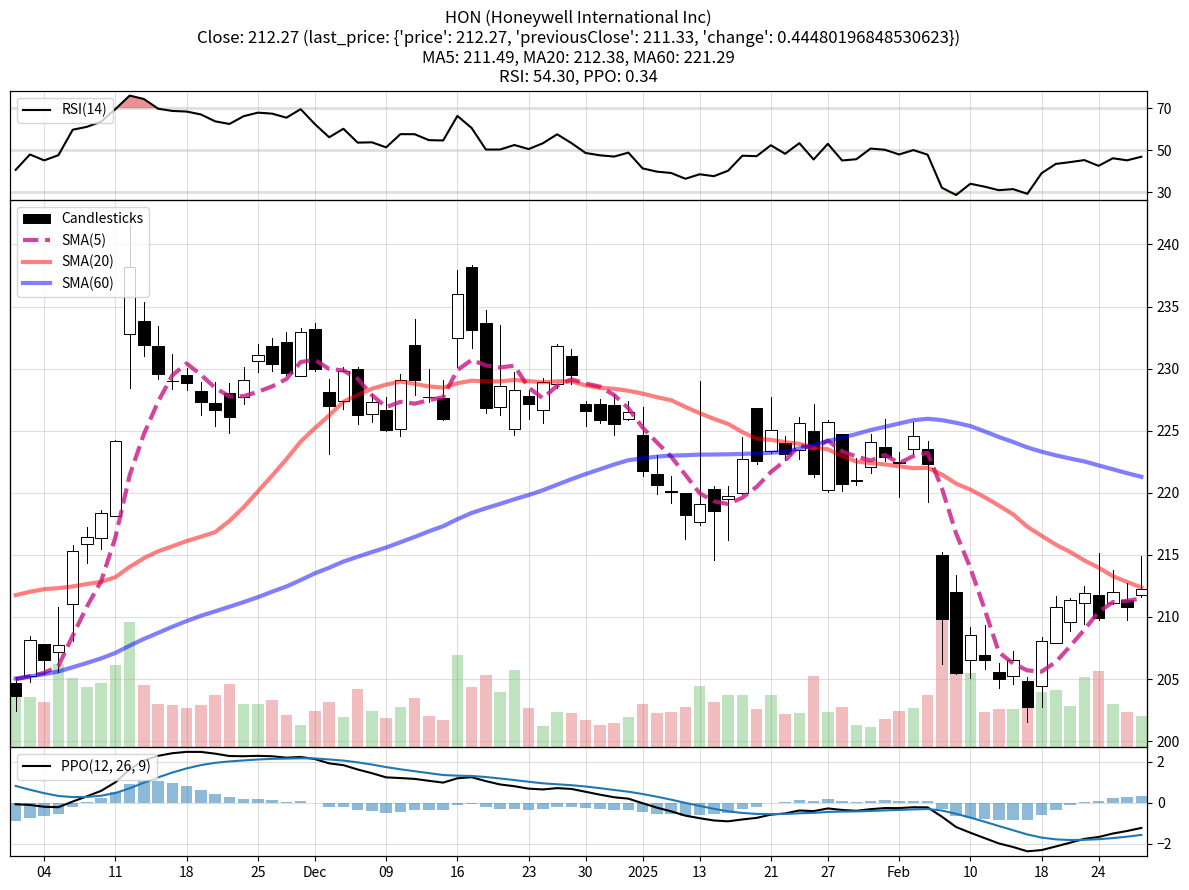 HON (Honeywell International Inc)
Close: 212.27 (last_price: {'price': 212.27, 'previousClose': 211.33, 'change': 0.44480196848530623})
MA5: 211.49, MA20: 212.38, MA60: 221.29
RSI: 54.30, PPO: 0.34
RSI(14)
70
50
30
Candlesticks
SMA(5)
SMA(20)
SMA(60)
240
235
230
225
220
215
210
205
200
PPO(12, 26, 9)
2
0
−2
04 11 18 25 Dec 09 16 23 30 2025 13 21 27 Feb 10 18 24